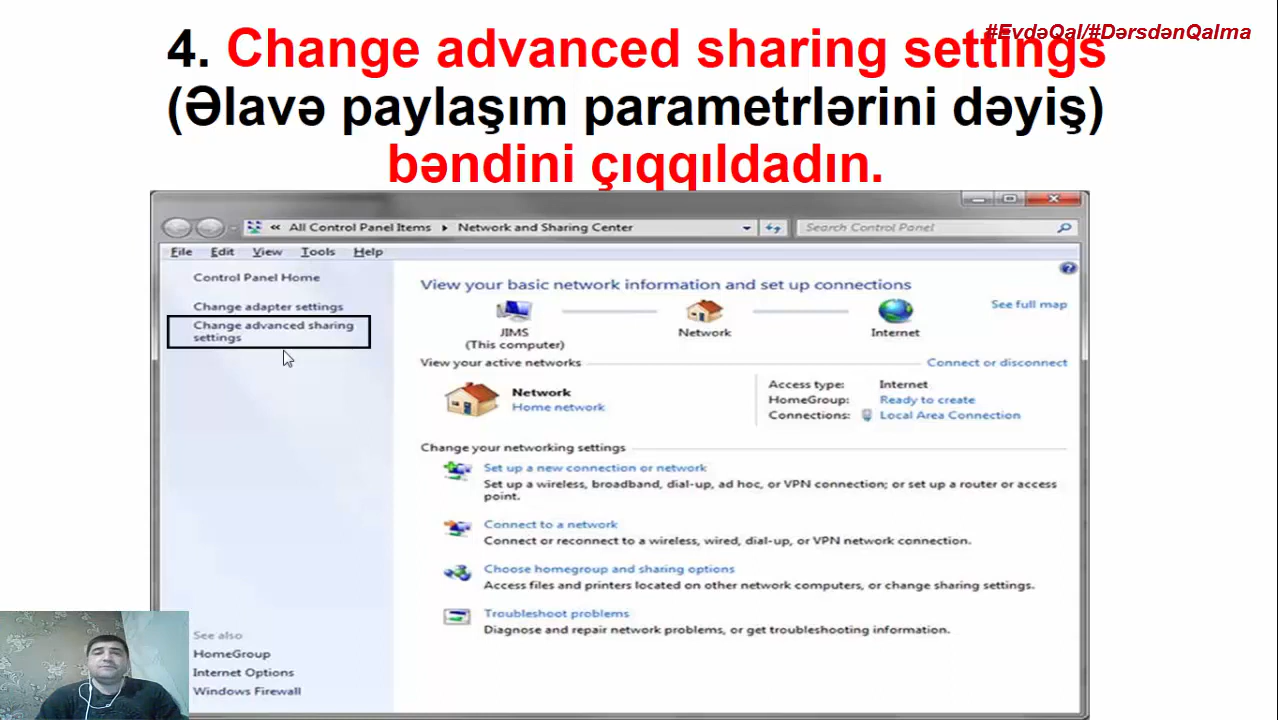 #EvdəQal/#DərsdənQalma
4. Change advanced sharing settings
(Əlavə paylaşım parametrlərini dəyiş)
bəndini çıqqıldadın.
« All Control Panel Items ▸ Network and Sharing Center
Search Control Panel
File Edit View Tools Help
Control Panel Home
Change adapter settings
Change advanced sharing
settings
View your basic network information and set up connections
See full map
JIMS
(This computer)
Network
Internet
View your active networks
Connect or disconnect
Network
Home network
Access type: Internet
HomeGroup: Ready to create
Connections: Local Area Connection
Change your networking settings
Set up a new connection or network
Set up a wireless, broadband, dial-up, ad hoc, or VPN connection; or set up a router or access
point.
Connect to a network
Connect or reconnect to a wireless, wired, dial-up, or VPN network connection.
Choose homegroup and sharing options
Access files and printers located on other network computers, or change sharing settings.
Troubleshoot problems
Diagnose and repair network problems, or get troubleshooting information.
See also
HomeGroup
Internet Options
Windows Firewall